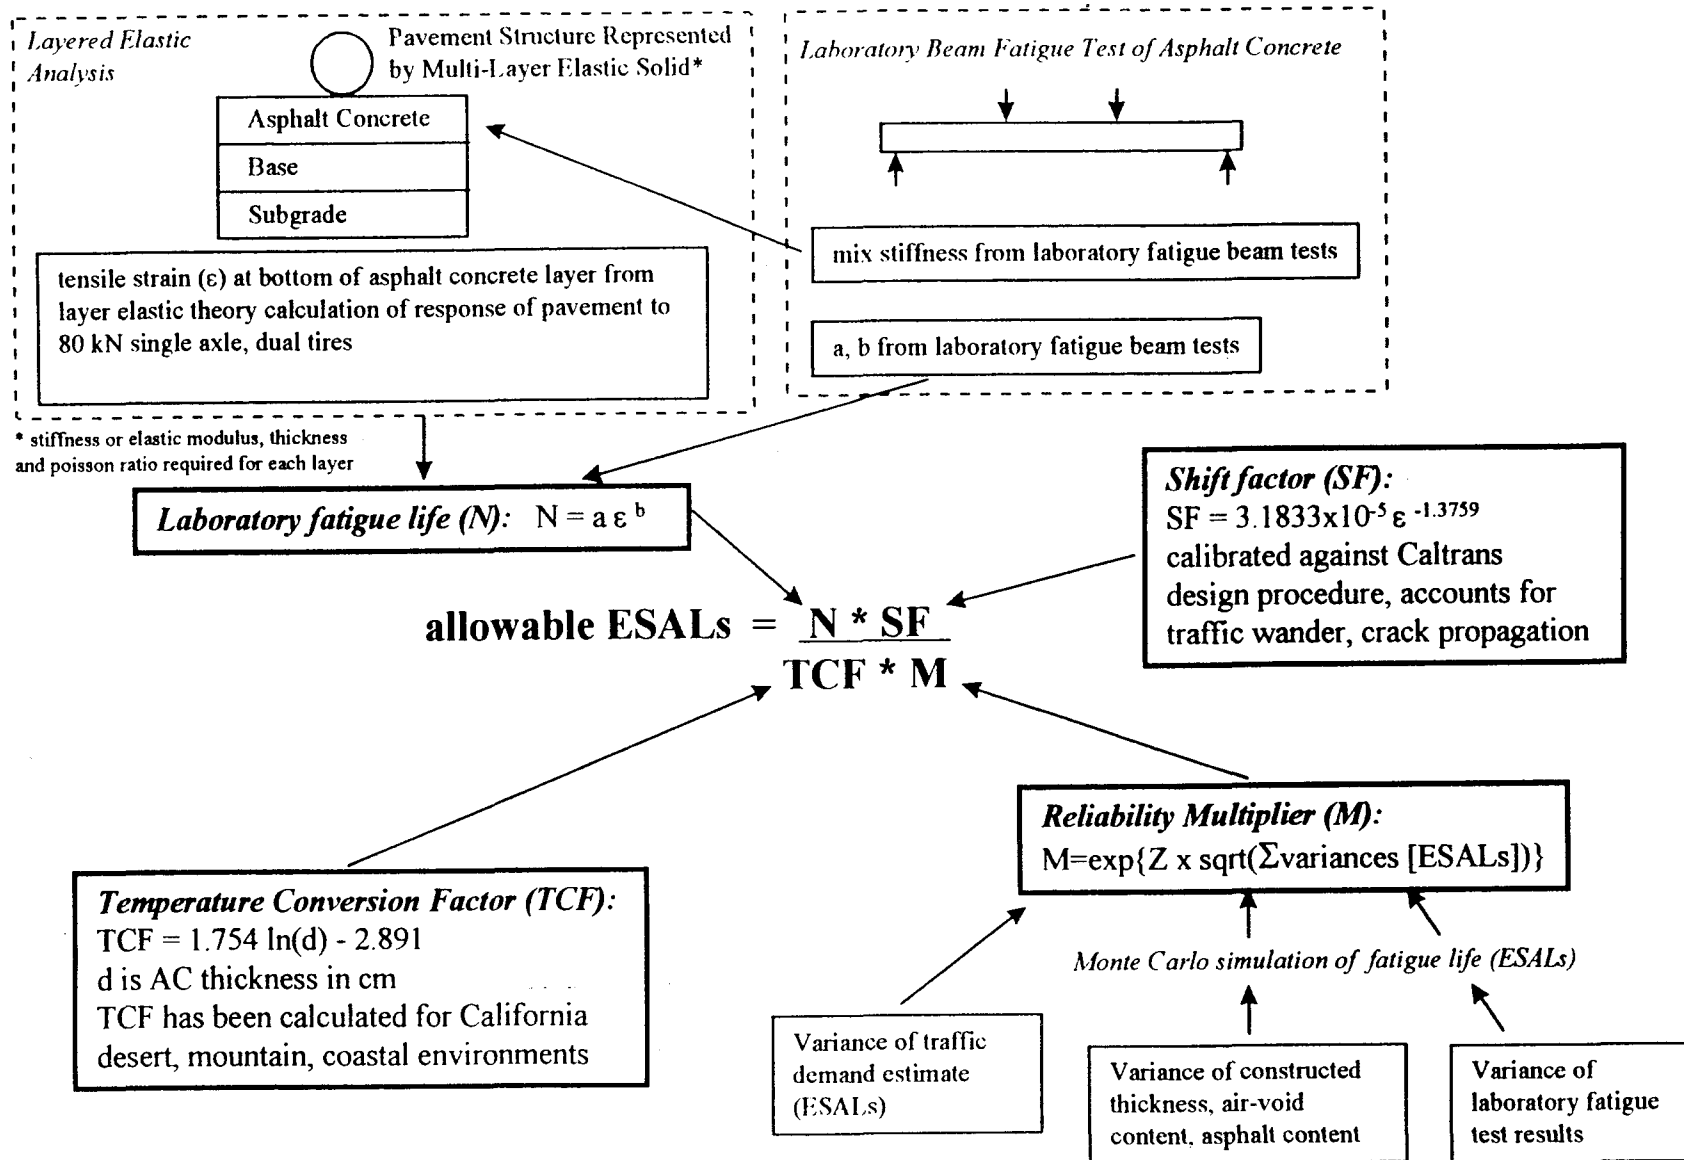 Layered Elastic
Analysis
Pavement Structure Represented
by Multi-Layer Elastic Solid*
Asphalt Concrete
Base
Subgrade
tensile strain (ε) at bottom of asphalt concrete layer from
layer elastic theory calculation of response of pavement to
80 kN single axle, dual tires
* stiffness or elastic modulus, thickness
and poisson ratio required for each layer
Laboratory Beam Fatigue Test of Asphalt Concrete
mix stiffness from laboratory fatigue beam tests
a, b from laboratory fatigue beam tests
Laboratory fatigue life (N): N = a ε^b
Shift factor (SF):
SF = 3.1833x10^-5 ε^-1.3759
calibrated against Caltrans
design procedure, accounts for
traffic wander, crack propagation
allowable ESALs = N * SF
TCF * M
Temperature Conversion Factor (TCF):
TCF = 1.754 ln(d) - 2.891
d is AC thickness in cm
TCF has been calculated for California
desert, mountain, coastal environments
Reliability Multiplier (M):
M=exp{Z x sqrt(Σvariances [ESALs])}
Monte Carlo simulation of fatigue life (ESALs)
Variance of traffic
demand estimate
(ESALs)
Variance of constructed
thickness, air-void
content, asphalt content
Variance of
laboratory fatigue
test results